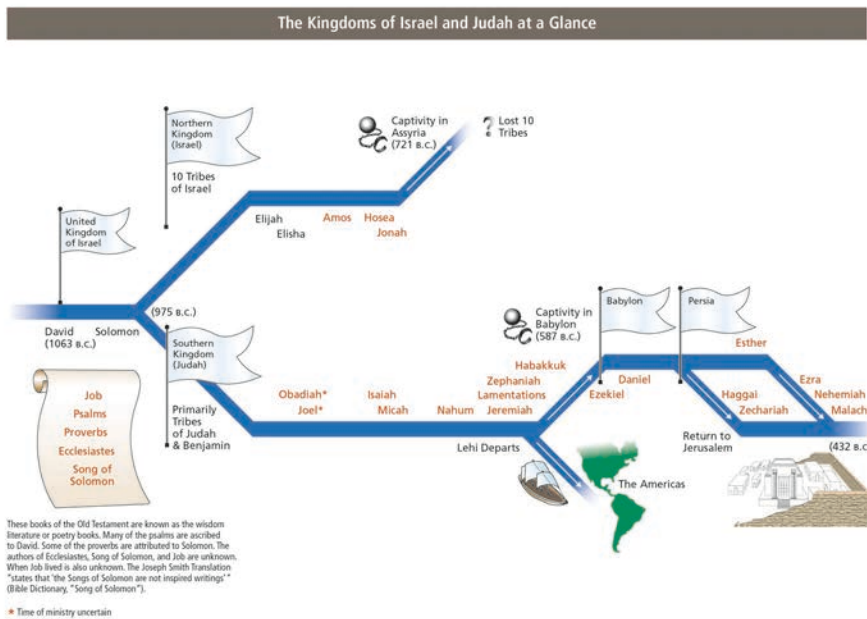 The Kingdoms of Israel and Judah at a Glance
Northern
Kingdom
(Israel)
10 Tribes
of Israel
Captivity in
Assyria
(721 B.C.)
? Lost 10
Tribes
United
Kingdom
of Israel
Elijah
Elisha
Amos
Hosea
Jonah
David
(1063 B.C.)
Solomon
(975 B.C.)
Southern
Kingdom
(Judah)
Primarily
Tribes
of Judah
& Benjamin
Job
Psalms
Proverbs
Ecclesiastes
Song of
Solomon
Obadiah*
Joel*
Isaiah
Micah
Nahum
Habakkuk
Zephaniah
Lamentations
Jeremiah
Captivity in
Babylon
(587 B.C.)
Babylon
Persia
Ezekiel
Daniel
Esther
Haggai
Zechariah
Ezra
Nehemiah
Malach
Lehi Departs
The Americas
Return to
Jerusalem
(432 B.C
These books of the Old Testament are known as the wisdom
literature or poetry books. Many of the psalms are ascribed
to David. Some of the proverbs are attributed to Solomon. The
authors of Ecclesiastes, Song of Solomon, and Job are unknown.
When Job lived is also unknown. The Joseph Smith Translation
"states that 'the Songs of Solomon are not inspired writings'"
(Bible Dictionary, "Song of Solomon").
* Time of ministry uncertain